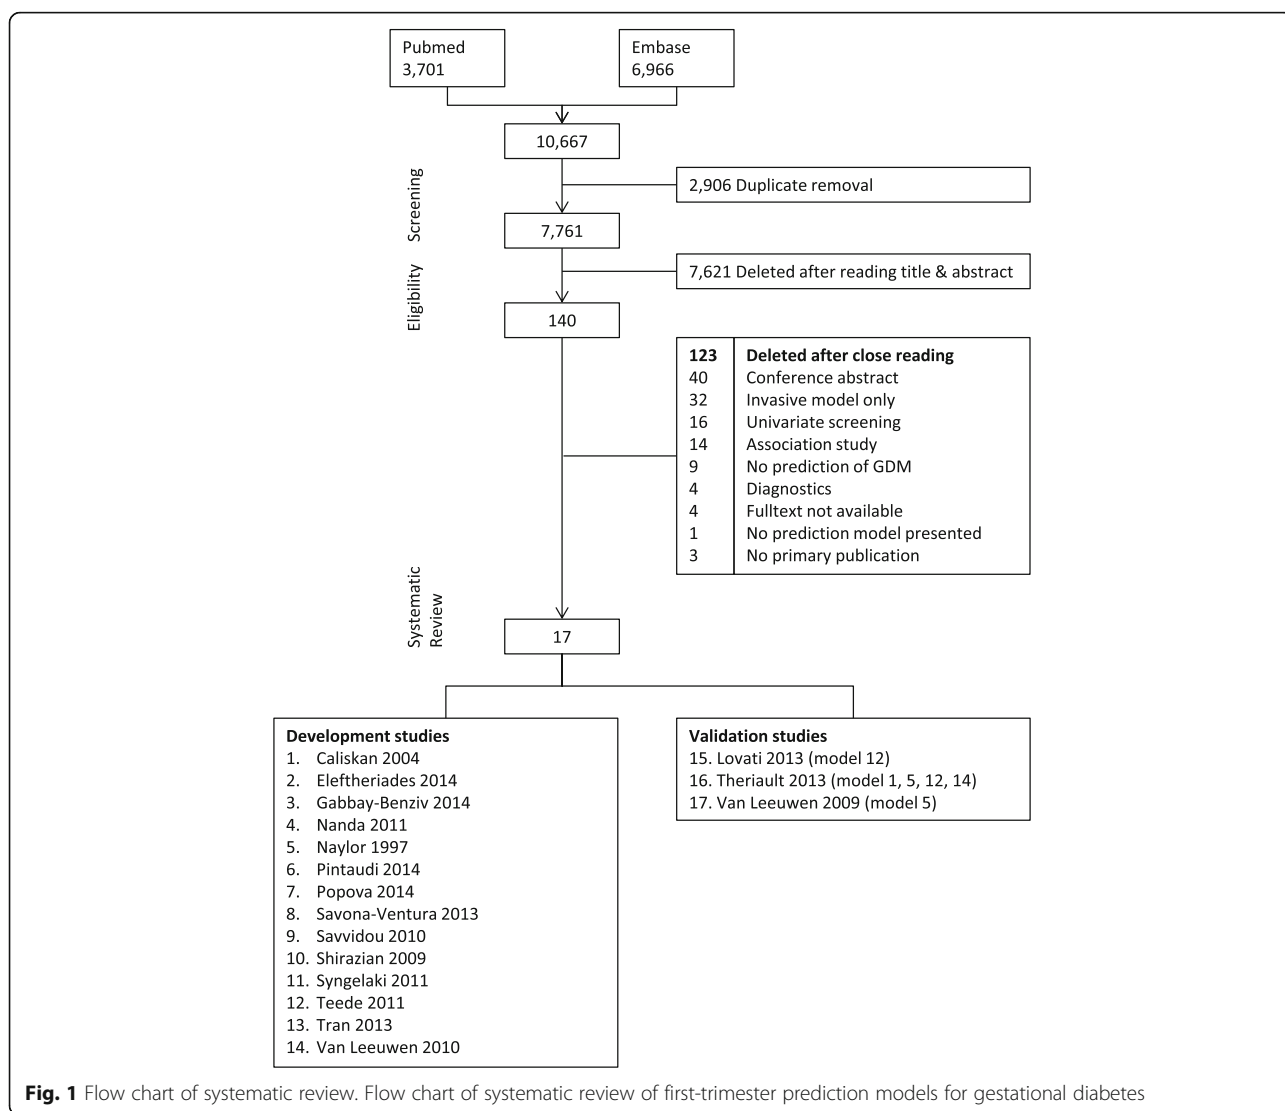 Pubmed
3,701
Embase
6,966
10,667
Screening
2,906 Duplicate removal
7,761
Eligibility
7,621 Deleted after reading title & abstract
140
123 Deleted after close reading
40 Conference abstract
32 Invasive model only
16 Univariate screening
14 Association study
9 No prediction of GDM
4 Diagnostics
4 Fulltext not available
1 No prediction model presented
3 No primary publication
Systematic
Review
17
Development studies
1. Caliskan 2004
2. Eleftheriades 2014
3. Gabbay-Benziv 2014
4. Nanda 2011
5. Naylor 1997
6. Pintaudi 2014
7. Popova 2014
8. Savona-Ventura 2013
9. Savvidou 2010
10. Shirazian 2009
11. Syngelaki 2011
12. Teede 2011
13. Tran 2013
14. Van Leeuwen 2010
Validation studies
15. Lovati 2013 (model 12)
16. Theriault 2013 (model 1, 5, 12, 14)
17. Van Leeuwen 2009 (model 5)
Fig. 1 Flow chart of systematic review. Flow chart of systematic review of first-trimester prediction models for gestational diabetes